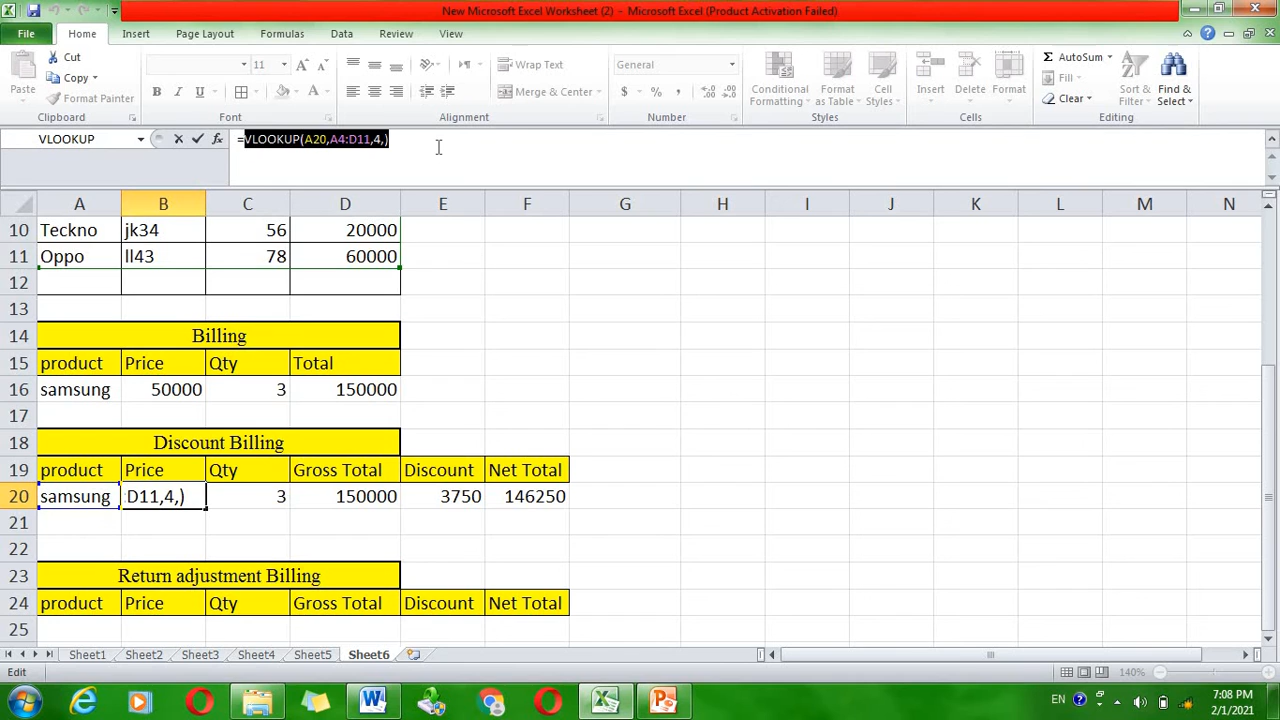 New Microsoft Excel Worksheet (2) - Microsoft Excel (Product Activation Failed)
File Home Insert Page Layout Formulas Data Review View
Cut
Copy
Format Painter
Paste
11
Wrap Text
Merge & Center
General
Conditional Formatting
Format as Table
Cell Styles
Insert
Delete
Format
AutoSum
Fill
Clear
Sort & Filter
Find & Select
Clipboard Font Alignment Number Styles Cells Editing
VLOOKUP =VLOOKUP(A20,A4:D11,4,)
A B C D E F G H I J K L M N
10 Teckno jk34 56 20000
11 Oppo ll43 78 60000
12
13
14 Billing
15 product Price Qty Total
16 samsung 50000 3 150000
17
18 Discount Billing
19 product Price Qty Gross Total Discount Net Total
20 samsung :D11,4,) 3 150000 3750 146250
21
22
23 Return adjustment Billing
24 product Price Qty Gross Total Discount Net Total
25
Sheet1 Sheet2 Sheet3 Sheet4 Sheet5 Sheet6
Edit 140%
EN 7:08 PM
2/1/2021